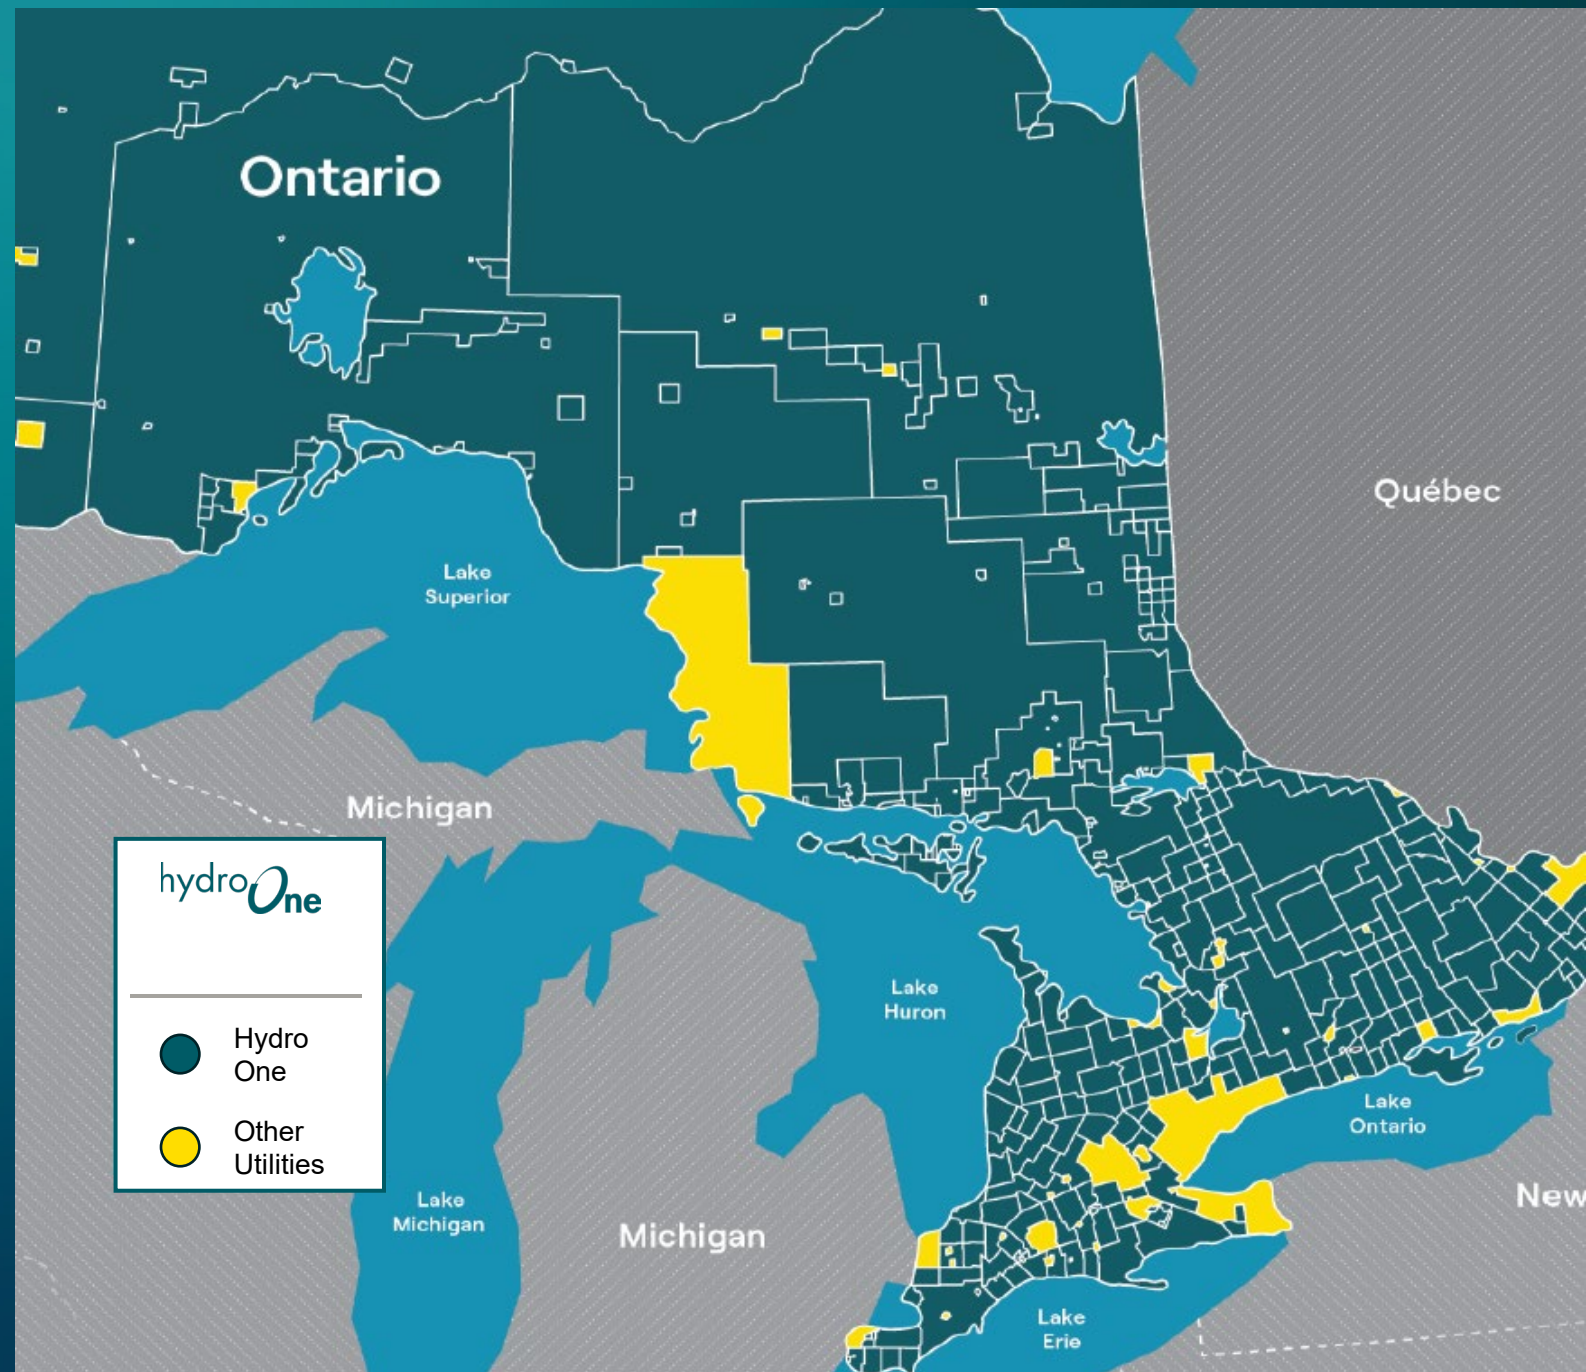 Ontario
Québec
Lake
Superior
Michigan
hydroOne
Hydro
One
Other
Utilities
Lake
Huron
Lake
Ontario
Lake
Michigan
Michigan
New
Lake
Erie